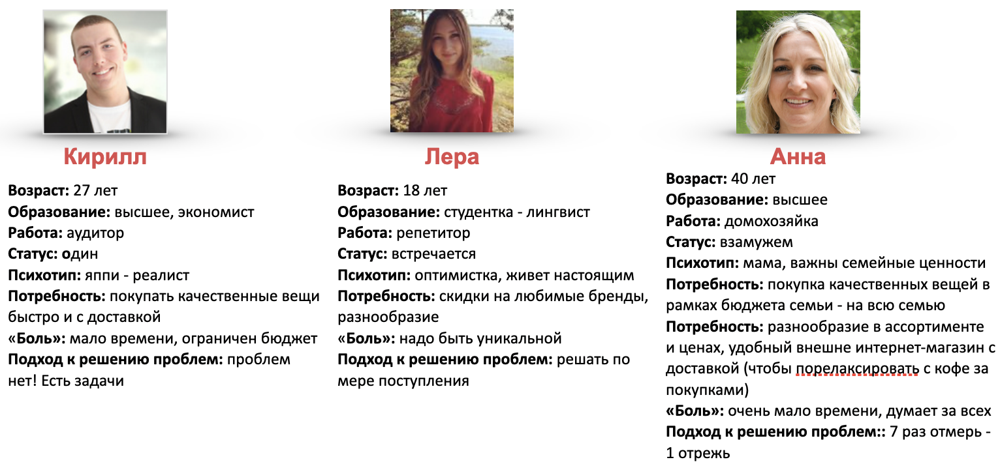 Кирилл
Возраст: 27 лет
Образование: высшее, экономист
Работа: аудитор
Статус: один
Психотип: яппи - реалист
Потребность: покупать качественные вещи
быстро и с доставкой
«Боль»: мало времени, ограничен бюджет
Подход к решению проблем: проблем
нет! Есть задачи
Лера
Возраст: 18 лет
Образование: студентка - лингвист
Работа: репетитор
Статус: встречается
Психотип: оптимистка, живет настоящим
Потребность: скидки на любимые бренды,
разнообразие
«Боль»: надо быть уникальной
Подход к решению проблем: решать по
мере поступления
Анна
Возраст: 40 лет
Образование: высшее
Работа: домохозяйка
Статус: взамужем
Психотип: мама, важны семейные ценности
Потребность: покупка качественных вещей в
рамках бюджета семьи - на всю семью
Потребность: разнообразие в ассортименте
и ценах, удобный внешне интернет-магазин с
доставкой (чтобы порелаксировать с кофе за
покупками)
«Боль»: очень мало времени, думает за всех
Подход к решению проблем:: 7 раз отмерь -
1 отрежь